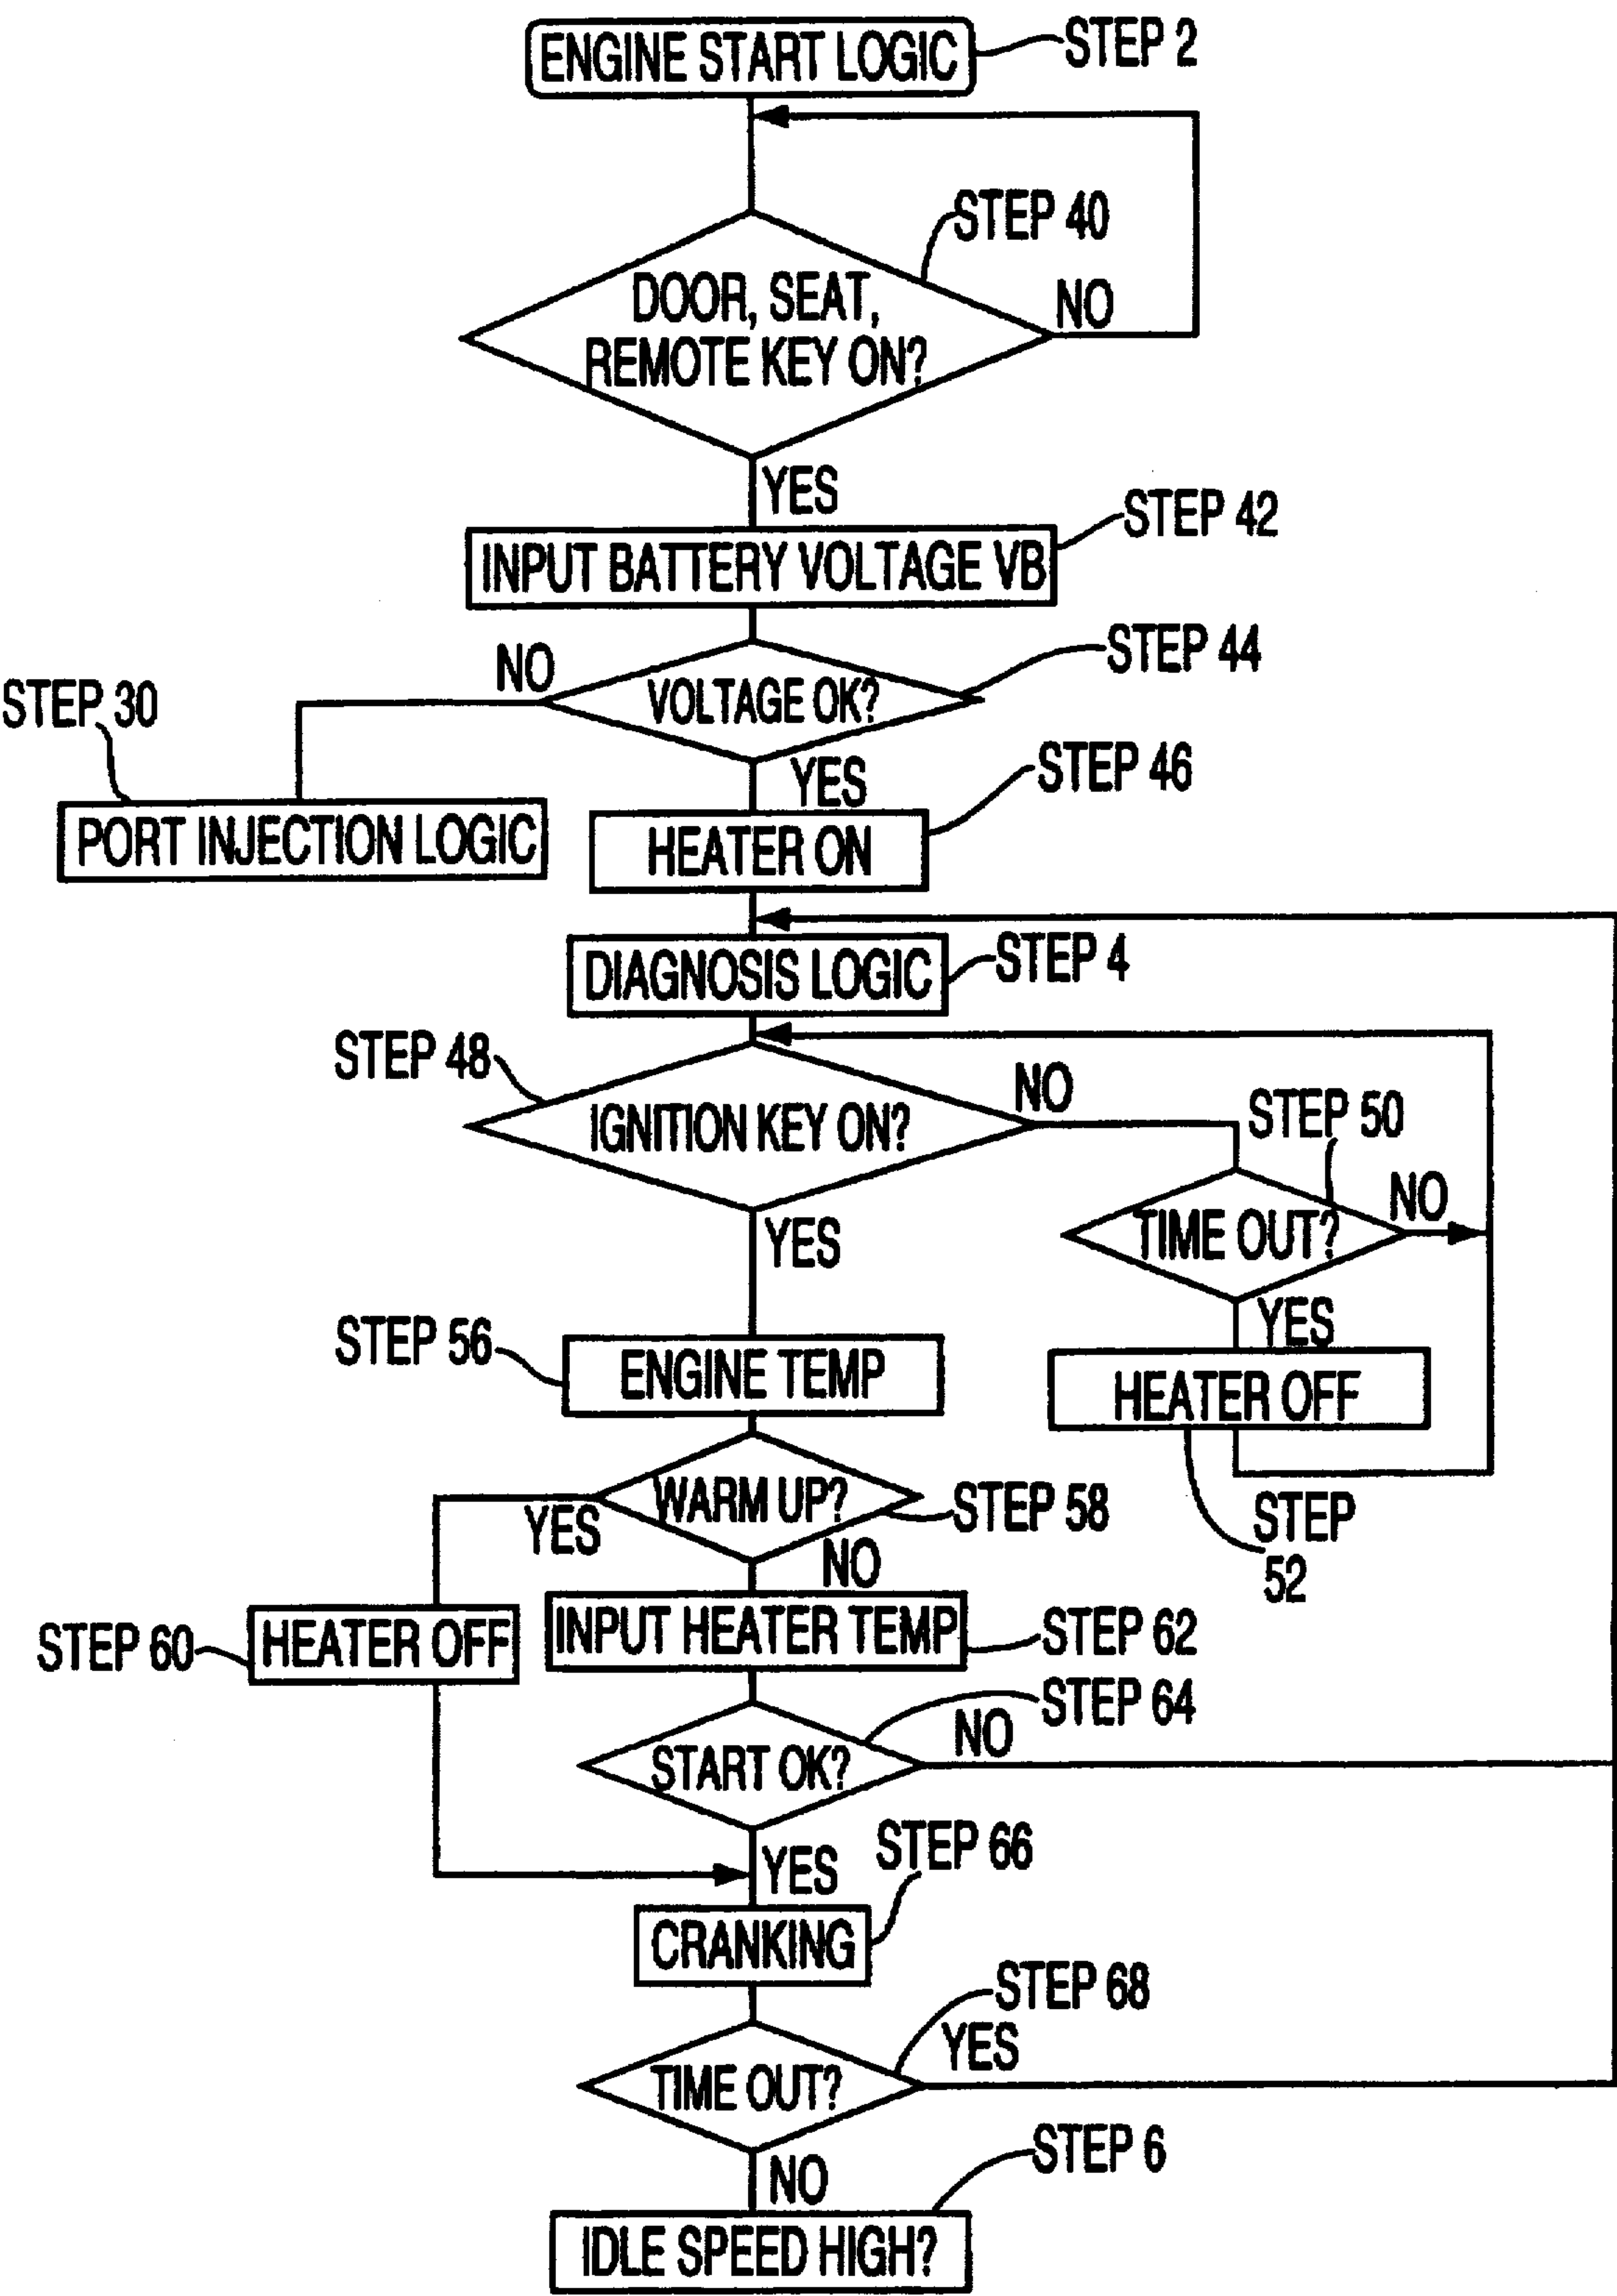 ENGINE START LOGIC
STEP 2
STEP 40
DOOR, SEAT,
REMOTE KEY ON?
NO
YES
STEP 42
INPUT BATTERY VOLTAGE VB
NO
STEP 44
STEP 30
VOLTAGE OK?
YES
STEP 46
PORT INJECTION LOGIC
HEATER ON
DIAGNOSIS LOGIC
STEP 4
STEP 48
NO
IGNITION KEY ON?
STEP 50
NO
YES
TIME OUT?
YES
STEP 56
ENGINE TEMP
HEATER OFF
WARM UP?
STEP 58
YES
NO
STEP
52
STEP 60
HEATER OFF
INPUT HEATER TEMP
STEP 62
STEP 64
NO
START OK?
YES
STEP 66
CRANKING
STEP 68
YES
TIME OUT?
NO
STEP 6
IDLE SPEED HIGH?